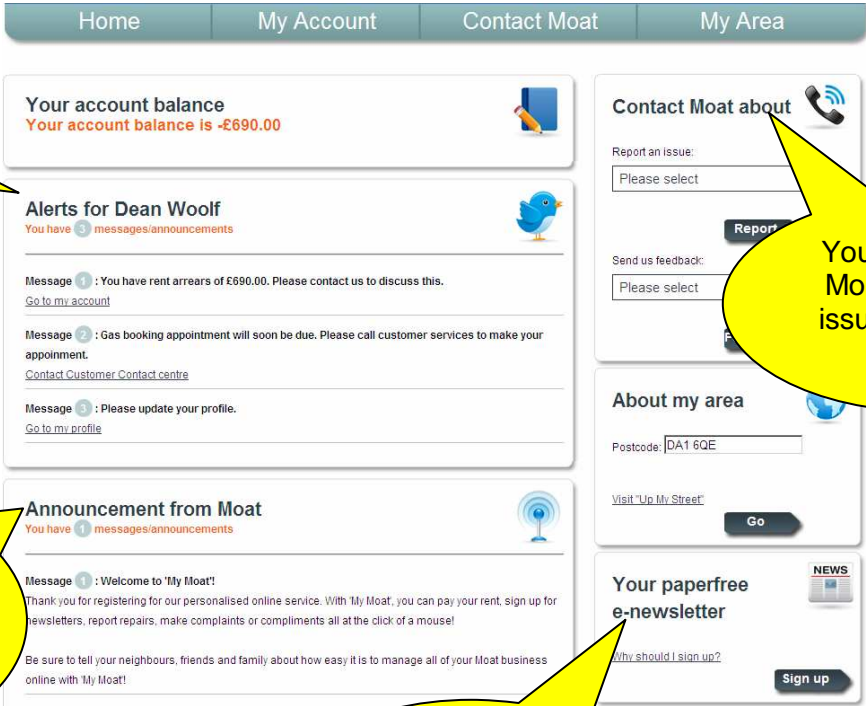 Home My Account Contact Moat My Area
Your account balance
Your account balance is -£690.00
Alerts for Dean Woolf
You have 3 messages/announcements
Message 1 : You have rent arrears of £690.00. Please contact us to discuss this.
Go to my account
Message 2 : Gas booking appointment will soon be due. Please call customer services to make your
appoinment.
Contact Customer Contact centre
Message 3 : Please update your profile.
Go to my profile
Announcement from Moat
You have 1 messages/announcements
Message 1 : Welcome to 'My Moat'!
Thank you for registering for our personalised online service. With 'My Moat', you can pay your rent, sign up for
newsletters, report repairs, make complaints or compliments all at the click of a mouse!
Be sure to tell your neighbours, friends and family about how easy it is to manage all of your Moat business
online with 'My Moat'!
Contact Moat about
Report an issue:
Please select
Report
Send us feedback:
Please select
About my area
Postcode: DA1 6QE
Visit "Up My Street"
Go
NEWS
Your paperfree
e-newsletter
Why should I sign up?
Sign up